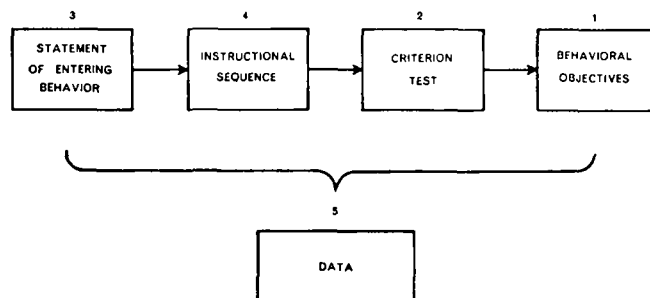 3
STATEMENT
OF ENTERING
BEHAVIOR
4
INSTRUCTIONAL
SEQUENCE
2
CRITERION
TEST
1
BEHAVIORAL
OBJECTIVES
5
DATA